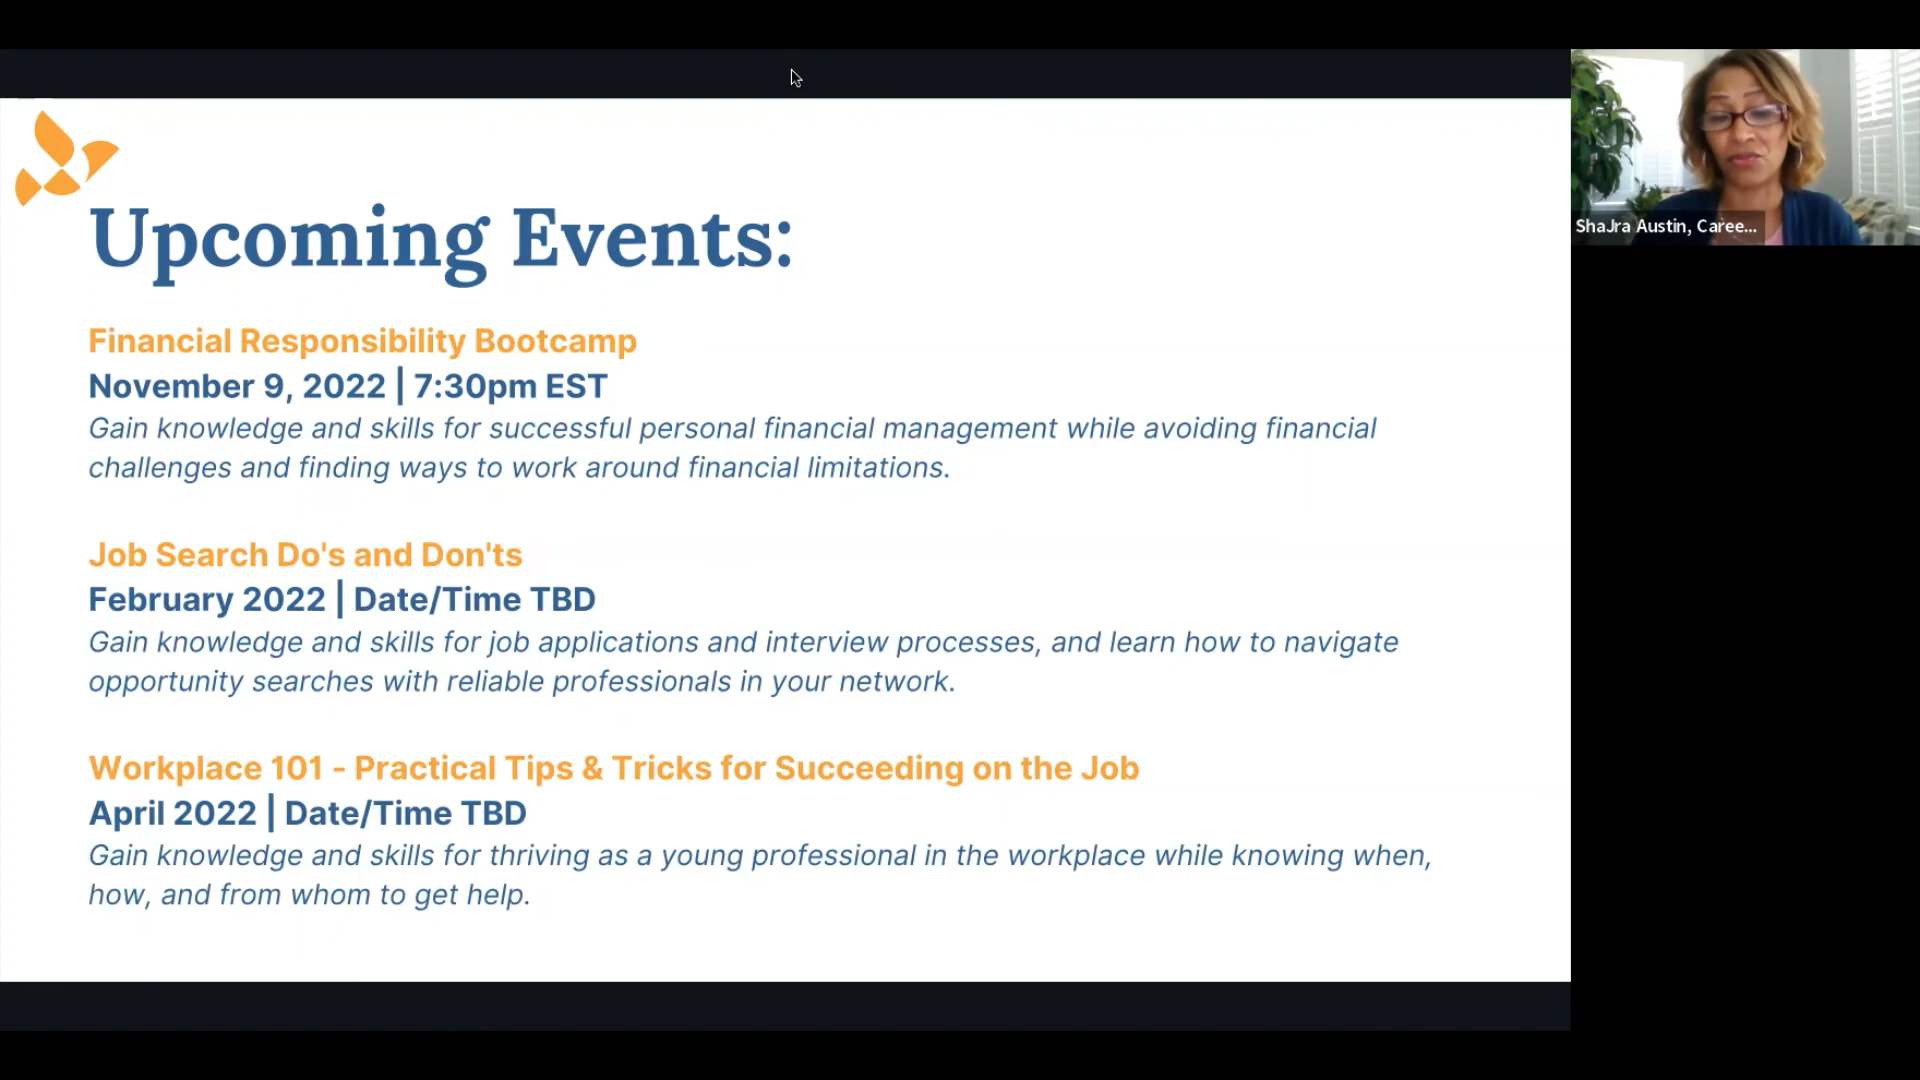 Upcoming Events:
Financial Responsibility Bootcamp
November 9, 2022 | 7:30pm EST
Gain knowledge and skills for successful personal financial management while avoiding financial
challenges and finding ways to work around financial limitations.
Job Search Do's and Don'ts
February 2022 | Date/Time TBD
Gain knowledge and skills for job applications and interview processes, and learn how to navigate
opportunity searches with reliable professionals in your network.
Workplace 101 - Practical Tips & Tricks for Succeeding on the Job
April 2022 | Date/Time TBD
Gain knowledge and skills for thriving as a young professional in the workplace while knowing when,
how, and from whom to get help.
ShaJra Austin, Caree...